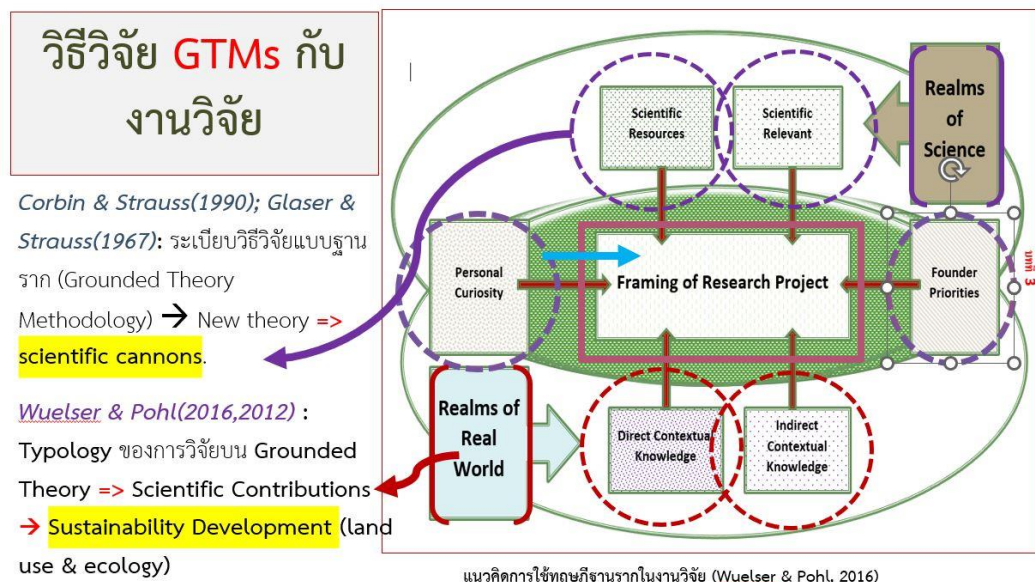 วิธีวิจัย GTMs กับ
งานวิจัย
Corbin & Strauss(1990); Glaser &
Strauss(1967): ระเบียบวิธีวิจัยแบบฐาน
ราก (Grounded Theory
Methodology) → New theory =>
scientific cannons.
Wuelser & Pohl(2016,2012) :
Typology ของการวิจัยบน Grounded
Theory => Scientific Contributions
→ Sustainability Development (land
use & ecology)
Scientific
Resources
Scientific
Relevant
Realms
of
Science
Personal
Curiosity
Framing of Research Project
Founder
Priorities
บทที่ 3
Realms of
Real
World
Direct Contextual
Knowledge
Indirect
Contextual
Knowledge
แนวคิดการใช้ทฤษฎีฐานรากในงานวิจัย (Wuelser & Pohl, 2016)